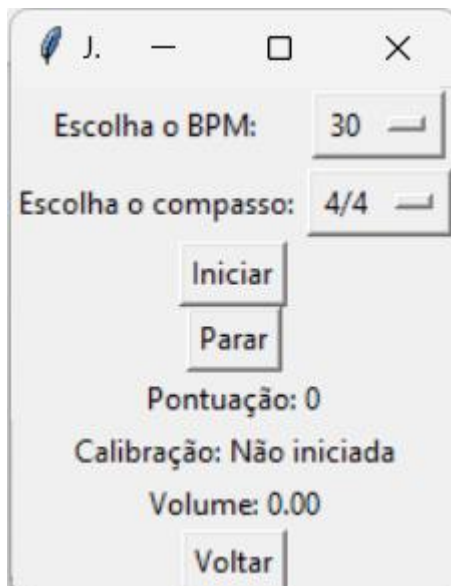 J.
Escolha o BPM: 30
Escolha o compasso: 4/4
Iniciar
Parar
Pontuação: 0
Calibração: Não iniciada
Volume: 0.00
Voltar